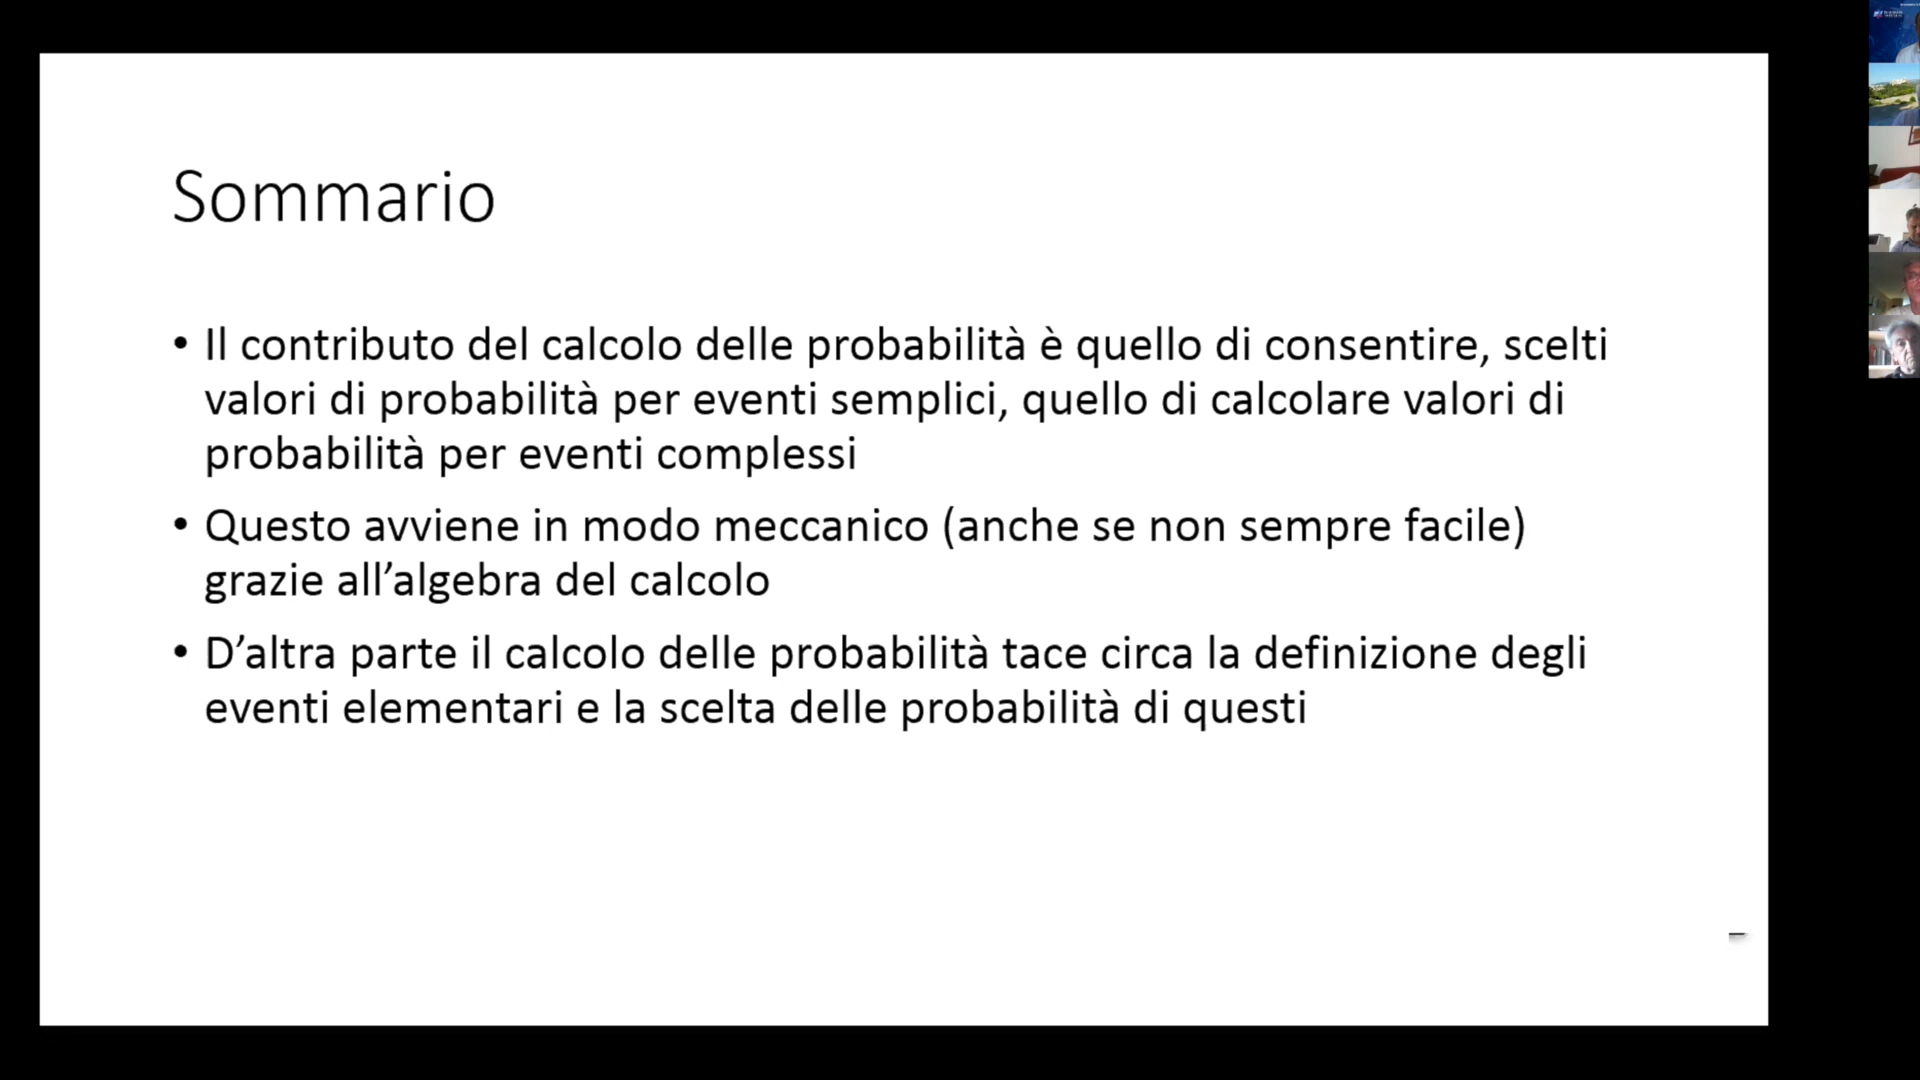 Sommario
• Il contributo del calcolo delle probabilità è quello di consentire, scelti
valori di probabilità per eventi semplici, quello di calcolare valori di
probabilità per eventi complessi
• Questo avviene in modo meccanico (anche se non sempre facile)
grazie all’algebra del calcolo
• D’altra parte il calcolo delle probabilità tace circa la definizione degli
eventi elementari e la scelta delle probabilità di questi